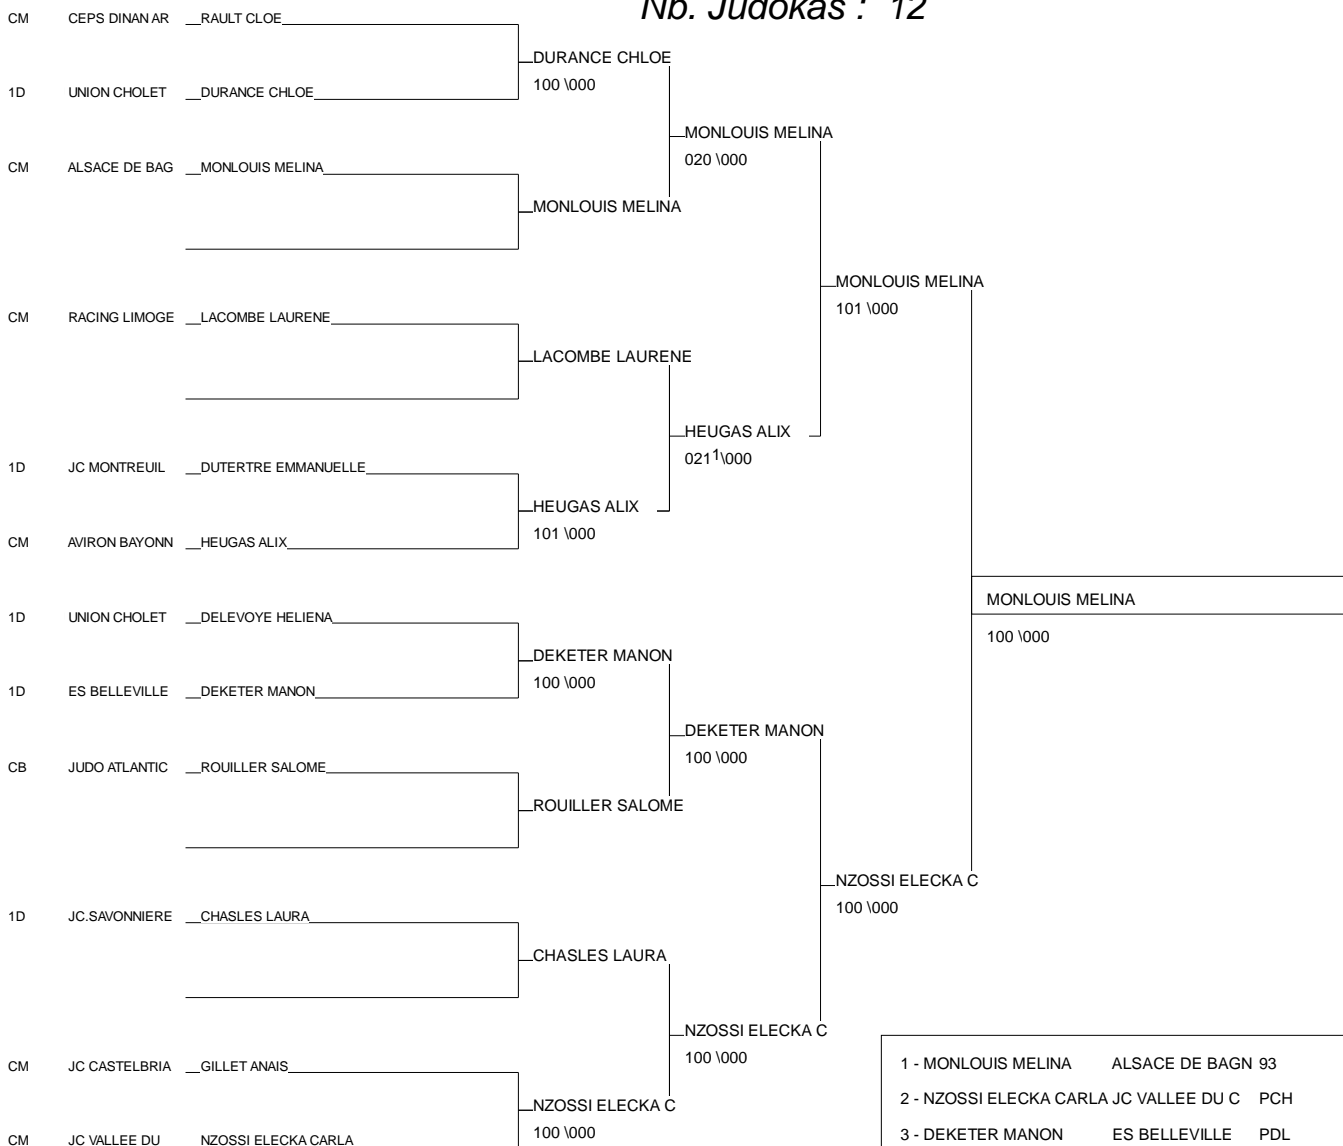 Nb. Judokas : 12
CM CEPS DINAN AR RAULT CLOE
DURANCE CHLOE
100 \000
1D UNION CHOLET DURANCE CHLOE
MONLOUIS MELINA
020 \000
CM ALSACE DE BAG MONLOUIS MELINA
MONLOUIS MELINA
MONLOUIS MELINA
101 \000
CM RACING LIMOGE LACOMBE LAURENE
LACOMBE LAURENE
HEUGAS ALIX
0211\000
1D JC MONTREUIL DUTERTRE EMMANUELLE
HEUGAS ALIX
101 \000
CM AVIRON BAYONN HEUGAS ALIX
MONLOUIS MELINA
100 \000
1D UNION CHOLET DELEVOYE HELIENA
DEKETER MANON
100 \000
1D ES BELLEVILLE DEKETER MANON
DEKETER MANON
100 \000
CB JUDO ATLANTIC ROUILLER SALOME
ROUILLER SALOME
NZOSSI ELECKA C
100 \000
1D JC.SAVONNIERE CHASLES LAURA
CHASLES LAURA
NZOSSI ELECKA C
100 \000
CM JC CASTELBRIA GILLET ANAIS
NZOSSI ELECKA C
100 \000
CM JC VALLEE DU NZOSSI ELECKA CARLA
1 - MONLOUIS MELINA ALSACE DE BAGN 93
2 - NZOSSI ELECKA CARLA JC VALLEE DU C PCH
3 - DEKETER MANON ES BELLEVILLE PDL